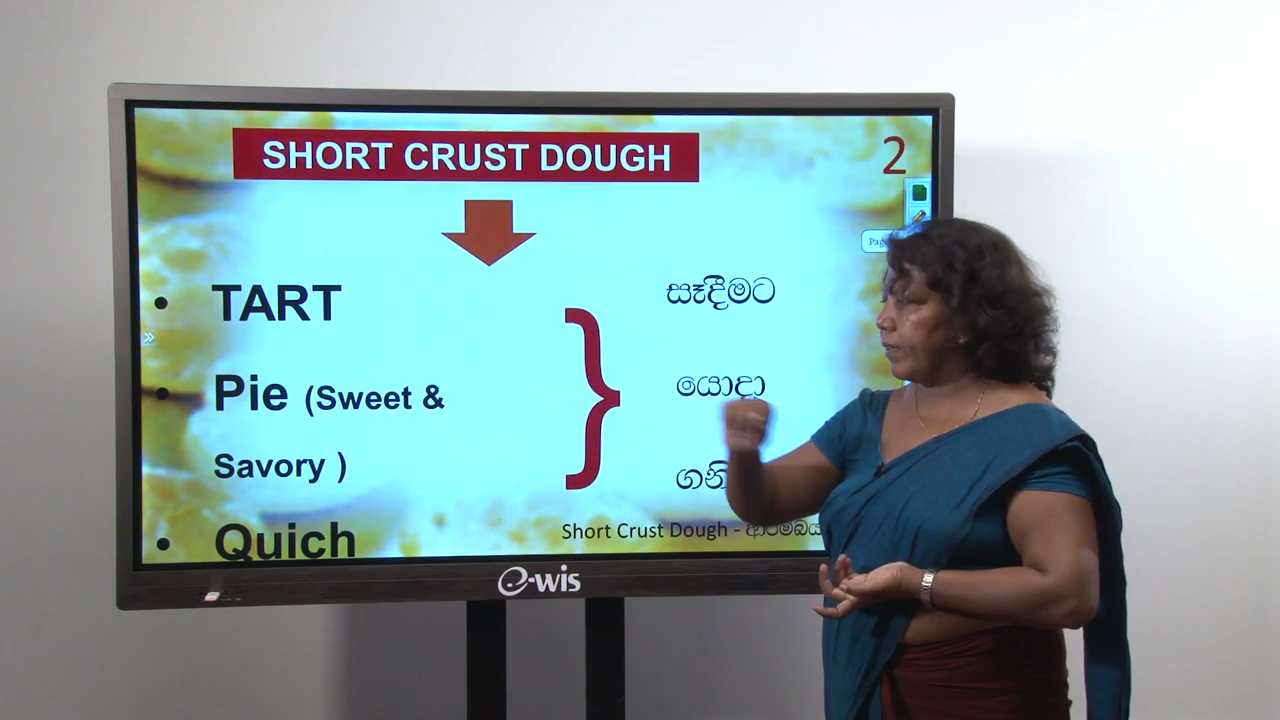 SHORT CRUST DOUGH
2
• TART
සෑදීමට
• Pie (Sweet &
යොදා
Savory )
• Quich
Short Crust Dough -
e-wis